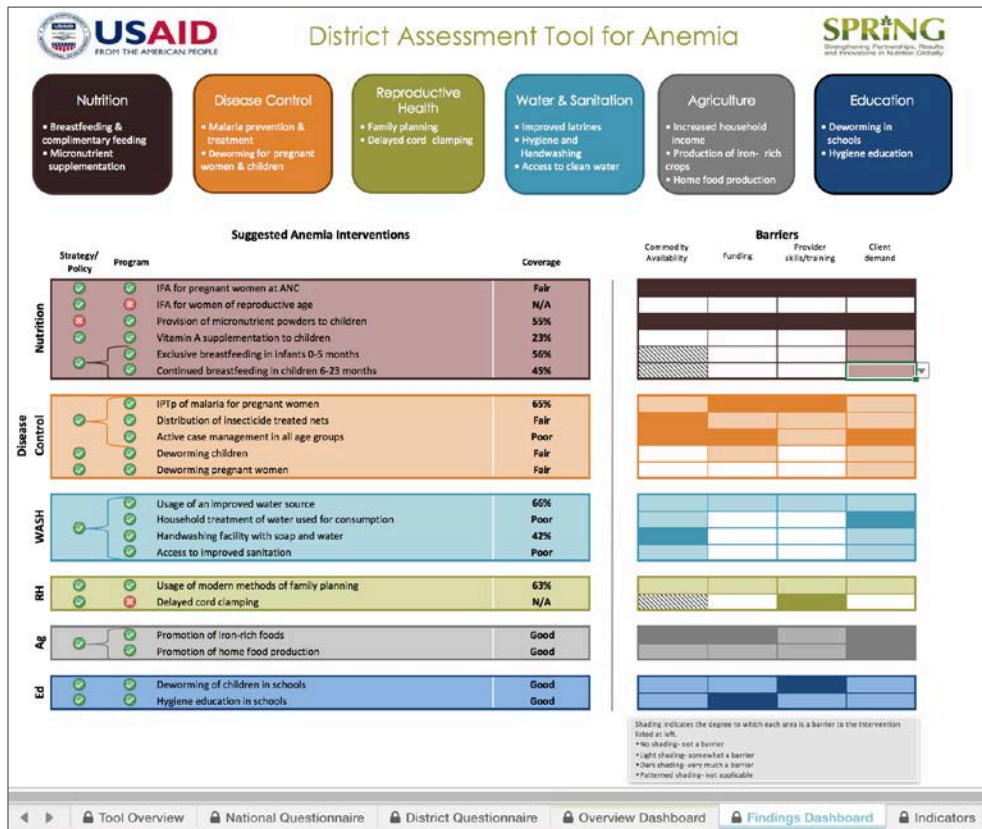 USAID
FROM THE AMERICAN PEOPLE
District Assessment Tool for Anemia
SPRING
Strengthening Partnerships, Results,
and Innovations in Nutrition Globally
Nutrition
• Breastfeeding &
complimentary feeding
• Micronutrient
supplementation
Disease Control
• Malaria prevention &
treatment
• Deworming for pregnant
women & children
Reproductive
Health
• Family planning
• Delayed cord clamping
Water & Sanitation
• Improved latrines
• Hygiene and
Handwashing
• Access to clean water
Agriculture
• Increased household
income
• Production of iron- rich
crops
• Home food production
Education
• Deworming in
schools
• Hygiene education
Suggested Anemia Interventions
Barriers
Strategy/
Policy
Program
Coverage
Commodity
Availability
Funding
Provider
skills/training
Client
demand
Nutrition
IFA for pregnant women at ANC Fair
IFA for women of reproductive age N/A
Provision of micronutrient powders to children 55%
Vitamin A supplementation to children 23%
Exclusive breastfeeding in infants 0-5 months 56%
Continued breastfeeding in children 6-23 months 45%
Disease
Control
IPTp of malaria for pregnant women 65%
Distribution of insecticide treated nets Fair
Active case management in all age groups Poor
Deworming children Fair
Deworming pregnant women Fair
WASH
Usage of an improved water source 66%
Household treatment of water used for consumption Poor
Handwashing facility with soap and water 42%
Access to improved sanitation Poor
RH
Usage of modern methods of family planning 63%
Delayed cord clamping N/A
Ag
Promotion of iron-rich foods Good
Promotion of home food production Good
Ed
Deworming of children in schools Good
Hygiene education in schools Good
Shading indicates the degree to which each area is a barrier to the intervention
listed at left.
• No shading- not a barrier
• Light shading- somewhat a barrier
• Dark shading- very much a barrier
• Patterned shading- not applicable
Tool Overview
National Questionnaire
District Questionnaire
Overview Dashboard
Findings Dashboard
Indicators